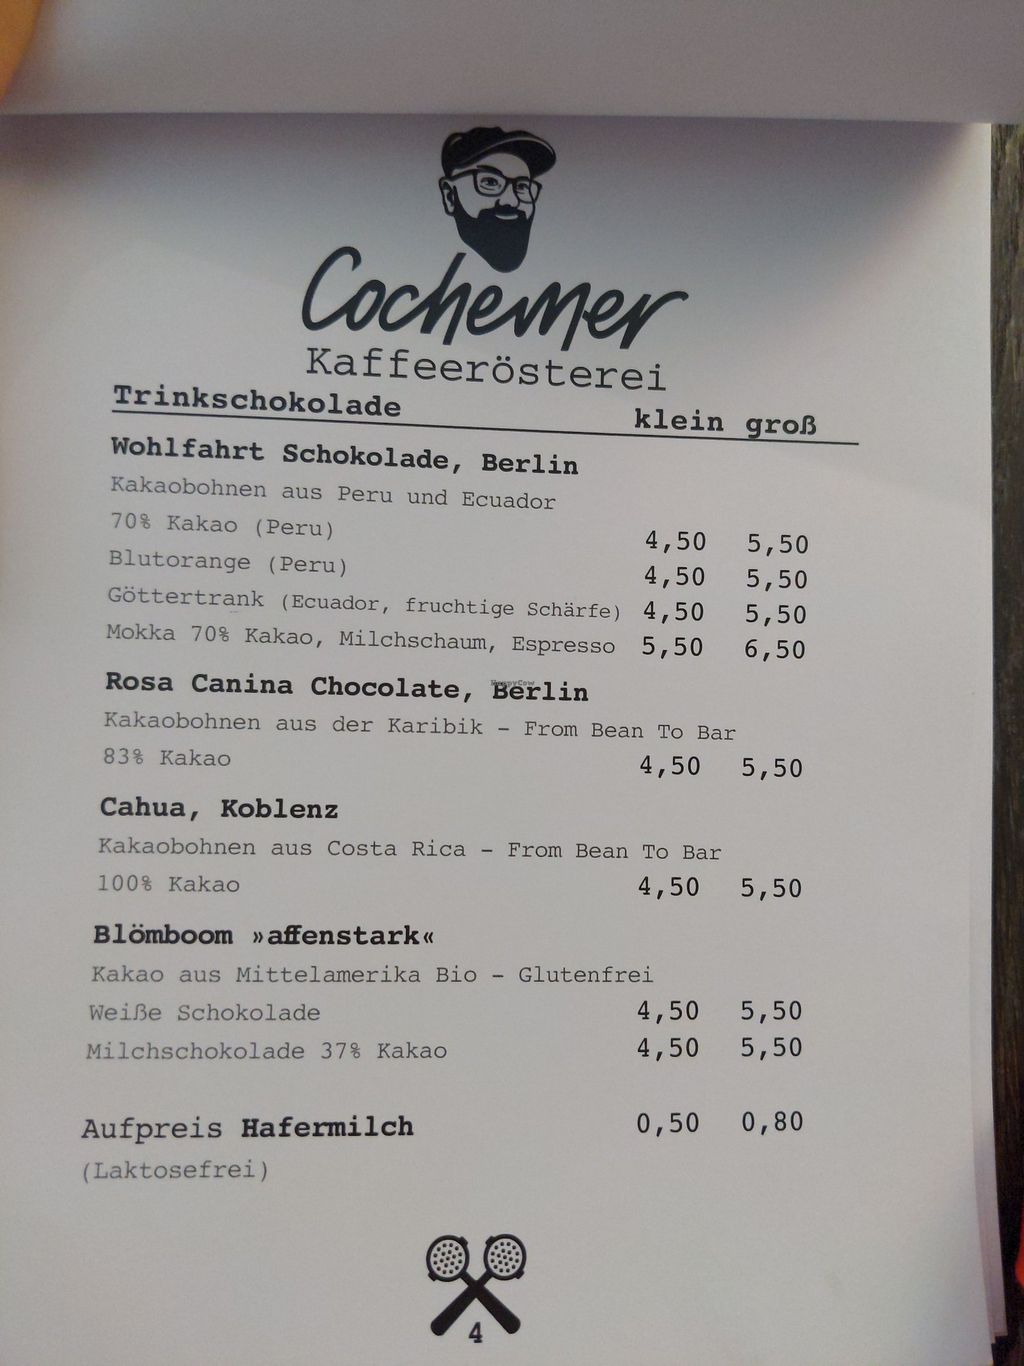 Cochemer
Kaffeerösterei
Trinkschokolade klein groß
Wohlfahrt Schokolade, Berlin
Kakaobohnen aus Peru und Ecuador
70% Kakao (Peru) 4,50 5,50
Blutorange (Peru) 4,50 5,50
Göttertrank (Ecuador, fruchtige Schärfe) 4,50 5,50
Mokka 70% Kakao, Milchschaum, Espresso 5,50 6,50
Rosa Canina Chocolate, Berlin
HappyCow
Kakaobohnen aus der Karibik - From Bean To Bar
83% Kakao 4,50 5,50
Cahua, Koblenz
Kakaobohnen aus Costa Rica - From Bean To Bar
100% Kakao 4,50 5,50
Blömboom »affenstark«
Kakao aus Mittelamerika Bio - Glutenfrei
Weiße Schokolade 4,50 5,50
Milchschokolade 37% Kakao 4,50 5,50
Aufpreis Hafermilch 0,50 0,80
(Laktosefrei)
4